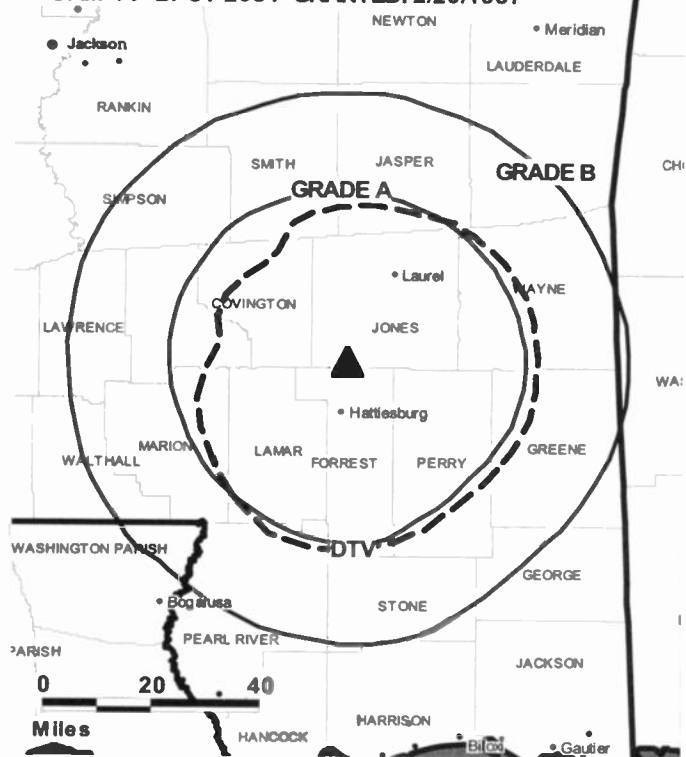 NEWTON
Meridian
Jackson
LAUDERDALE
RANKIN
SMITH
JASPER
GRADE B
GRADE A
SIMPSON
Laurel
WAYNE
COVINGTON
LAWRENCE
JONES
Hattiesburg
MARION
LAMAR
GREENE
WALTHALL
FORREST
PERRY
WASHINGTON PARISH
DTV
GEORGE
Bogalusa
STONE
PEARL RIVER
PARISH
JACKSON
0 20 40
Miles
HARRISON
HANCOCK
Biloxi
Gautier